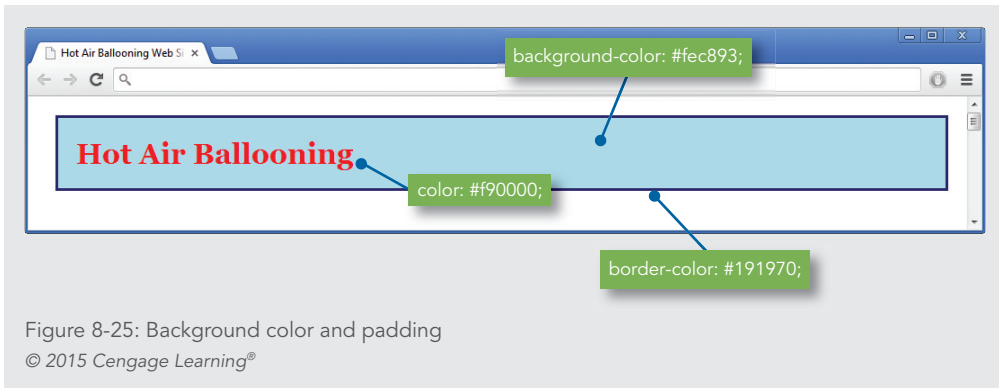 Hot Air Ballooning Web Si
background-color: #fec893;
Hot Air Ballooning
color: #f90000;
border-color: #191970;
Figure 8-25: Background color and padding
© 2015 Cengage Learning®